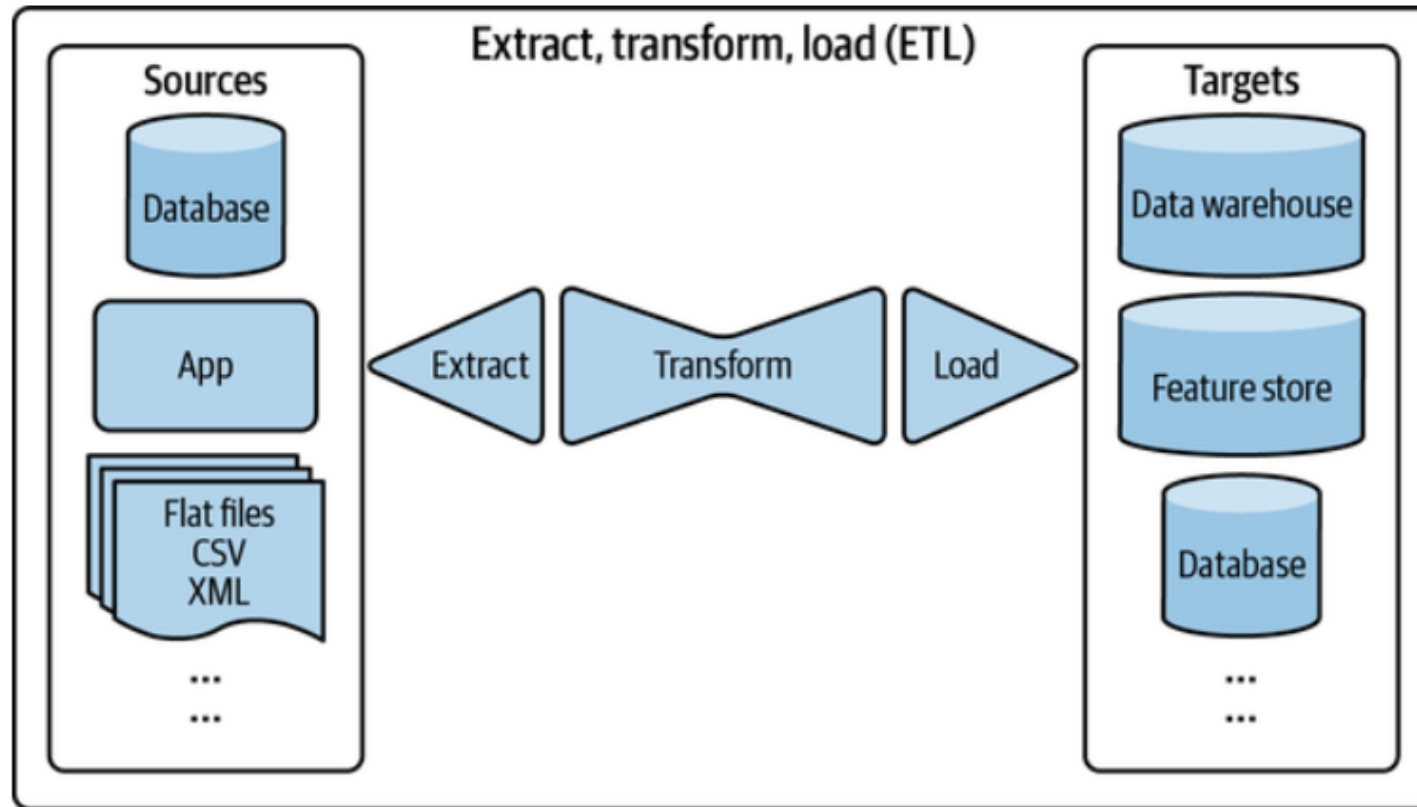 Extract, transform, load (ETL)
Sources
Database
App
Flat files
CSV
XML
...
...
Extract
Transform
Load
Targets
Data warehouse
Feature store
Database
...
...